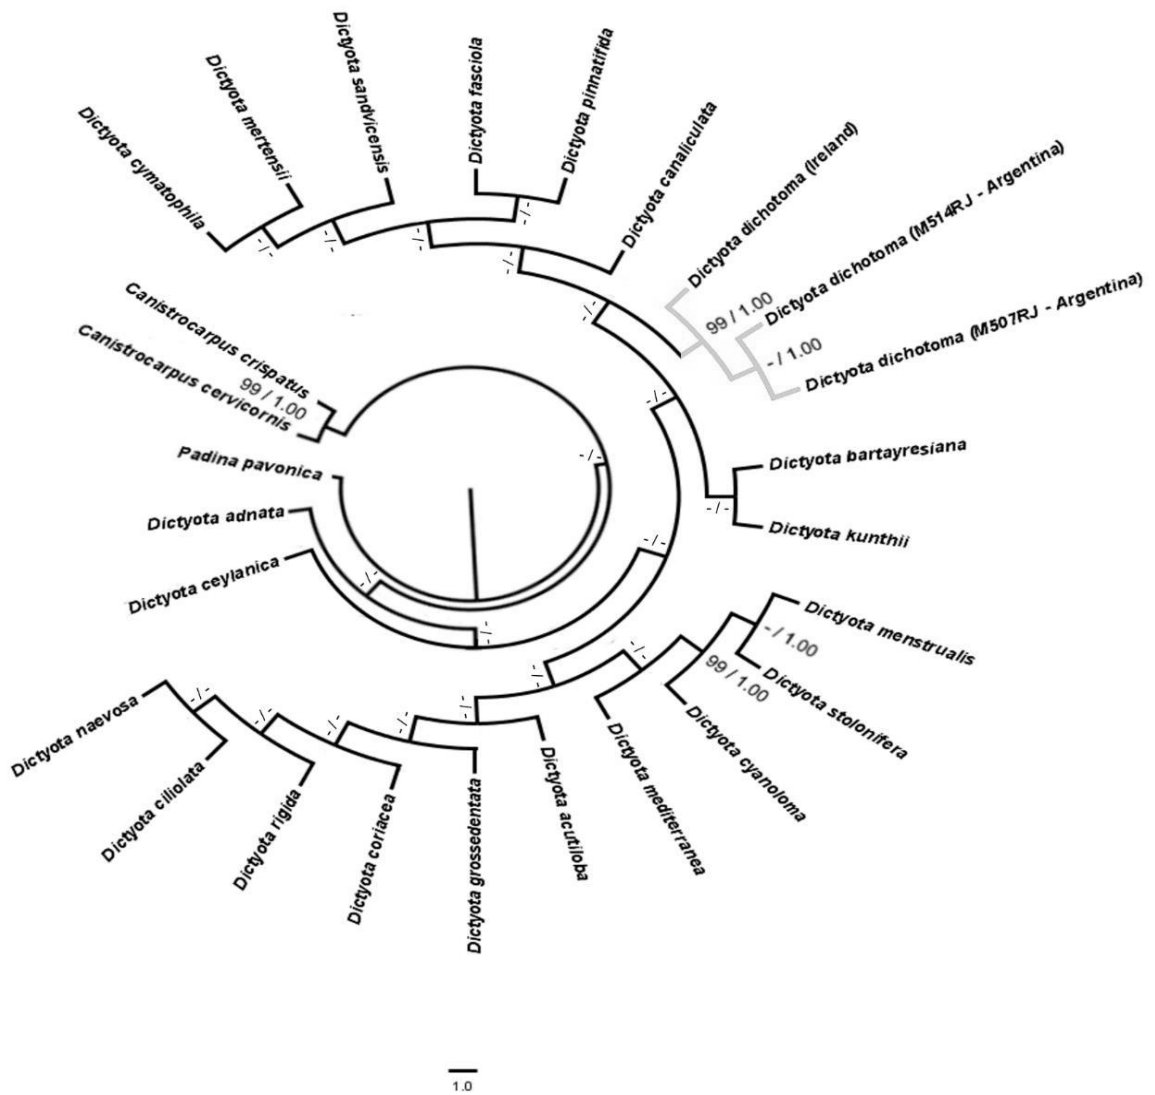 Dictyota cymatophila
Dictyota mertensii
Dictyota sandvicensis
Dictyota fasciola
Dictyota pinnatifida
Dictyota canaliculata
Dictyota dichotoma (Ireland)
Dictyota dichotoma (M514RJ - Argentina)
Dictyota dichotoma (M507RJ - Argentina)
99 / 1.00
- / 1.00
-/-
-/-
-/-
-/-
-/-
-/-
-/-
Dictyota bartayresiana
-/-
Dictyota kunthii
Canistrocarpus crispatus
99 / 1.00
Canistrocarpus cervicornis
-/-
Padina pavonica
Dictyota adnata
Dictyota ceylanica
-/-
-/-
-/-
Dictyota menstrualis
- / 1.00
Dictyota stolonifera
99 / 1.00
Dictyota cyanoloma
-/-
Dictyota mediterranea
-/-
Dictyota acutiloba
-/-
Dictyota grossedentata
-/-
Dictyota coriacea
-/-
Dictyota rigida
-/-
Dictyota ciliolata
-/-
Dictyota naevosa
1.0